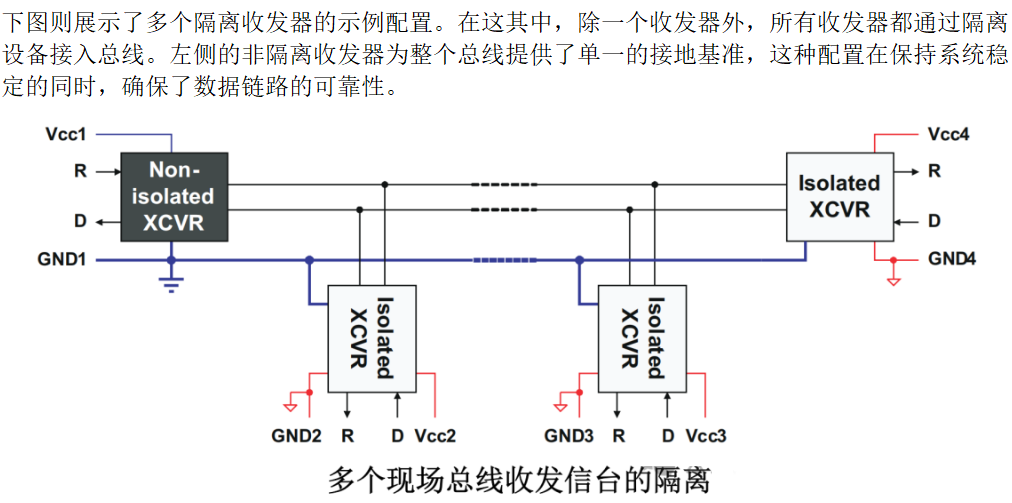 下图则展示了多个隔离收发器的示例配置。在这其中，除一个收发器外，所有收发器都通过隔离
设备接入总线。左侧的非隔离收发器为整个总线提供了单一的接地基准，这种配置在保持系统稳
定的同时，确保了数据链路的可靠性。
Vcc1
R
D
GND1
Non-
isolated
XCVR
Isolated
XCVR
Vcc4
R
D
GND4
Isolated
XCVR
GND2 R D Vcc2
Isolated
XCVR
GND3 R D Vcc3
多个现场总线收发信台的隔离